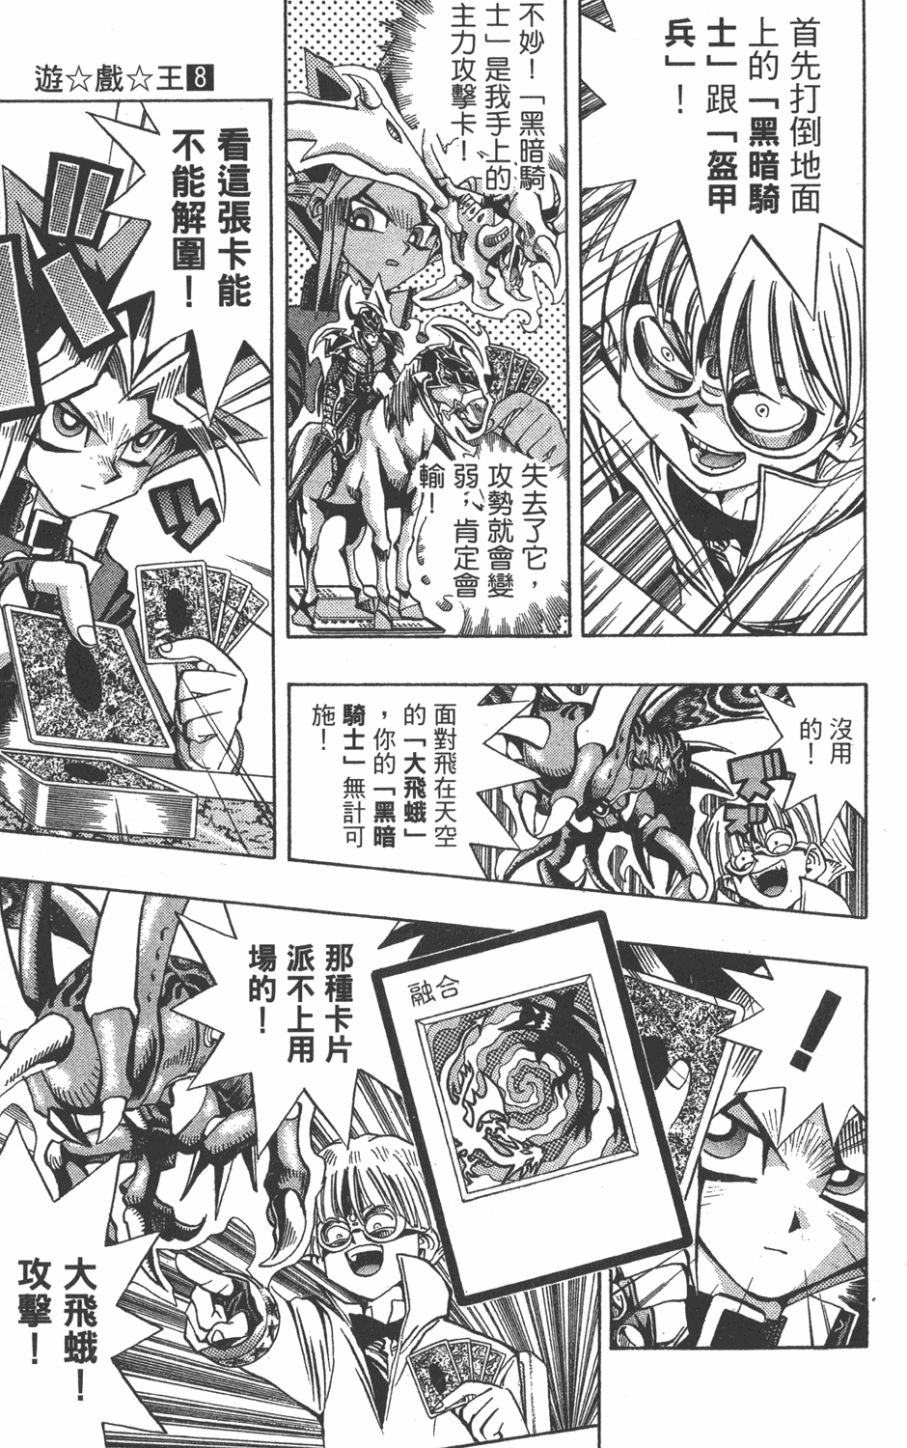 遊☆戲☆王8
首先打倒地面
上的「黑暗騎
士」跟「盔甲
兵」！
不妙！「黑暗騎
士」是我手上的
主力攻擊卡！
失去了它，
攻勢就會變
弱，肯定會
輸！
看這張卡能
不能解圍！
沒用
的！
ズズズ
面對飛在天空
的「大飛蛾」
，你的「黑暗
騎士」無計可
施！
！
融合
那種卡片
派不上用
場的！
大飛蛾！
攻擊！